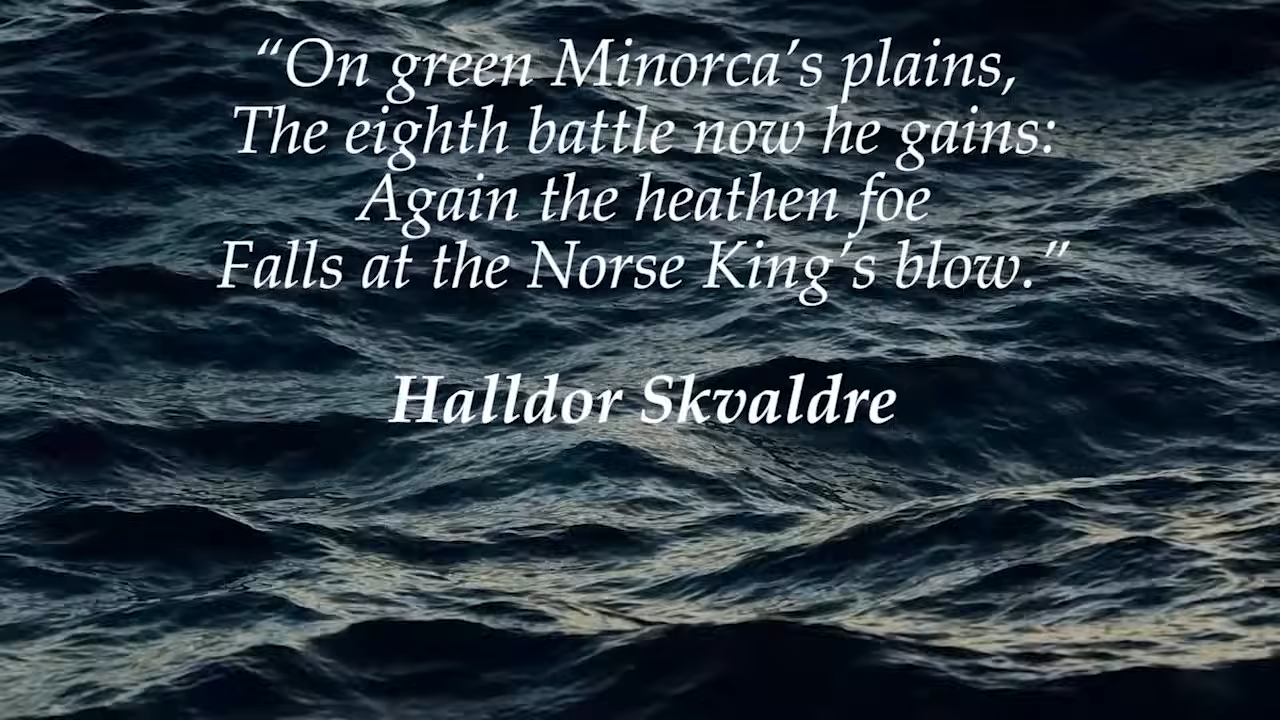 “On green Minorca’s plains,
The eighth battle now he gains:
Again the heathen foe
Falls at the Norse King’s blow.”
Halldor Skvaldre